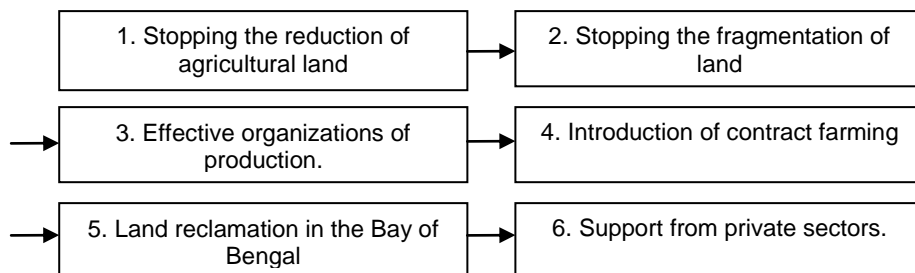 1. Stopping the reduction of
agricultural land
2. Stopping the fragmentation of
land
3. Effective organizations of
production.
4. Introduction of contract farming
5. Land reclamation in the Bay of
Bengal
6. Support from private sectors.